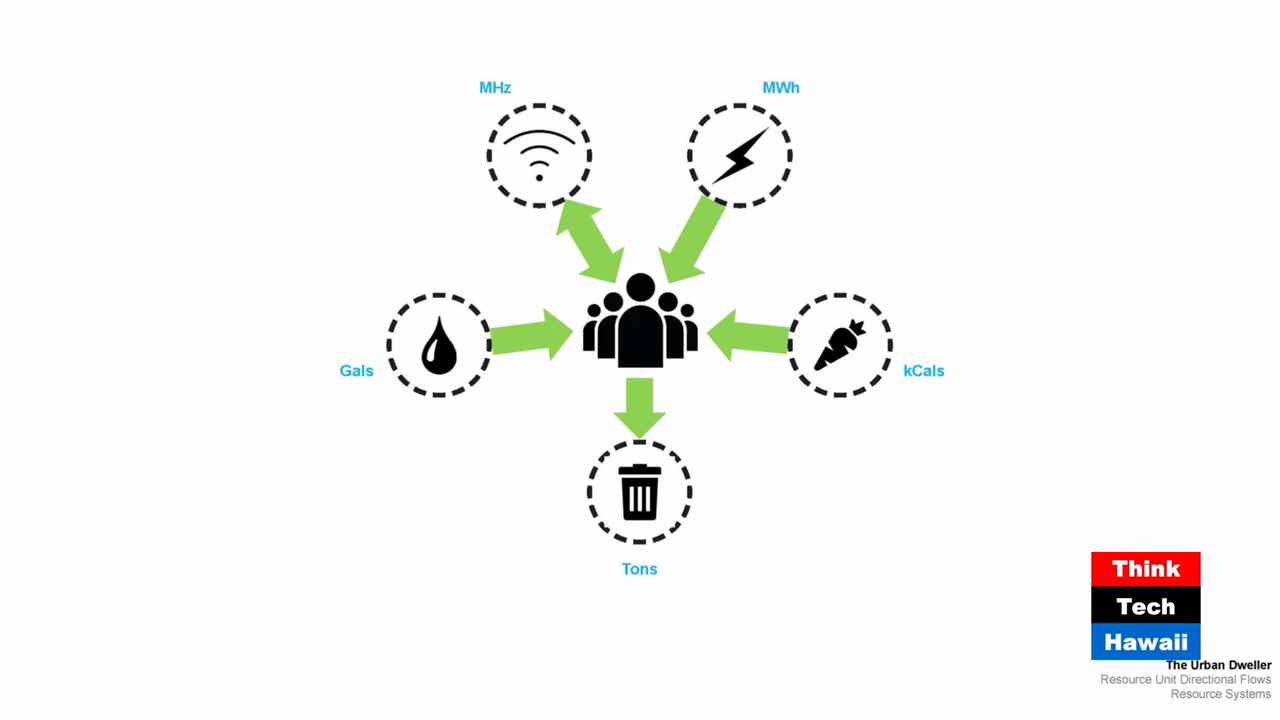 MHz
MWh
Gals
kCals
Tons
Think
Tech
Hawaii
The Urban Dweller
Resource Unit Directional Flows
Resource Systems